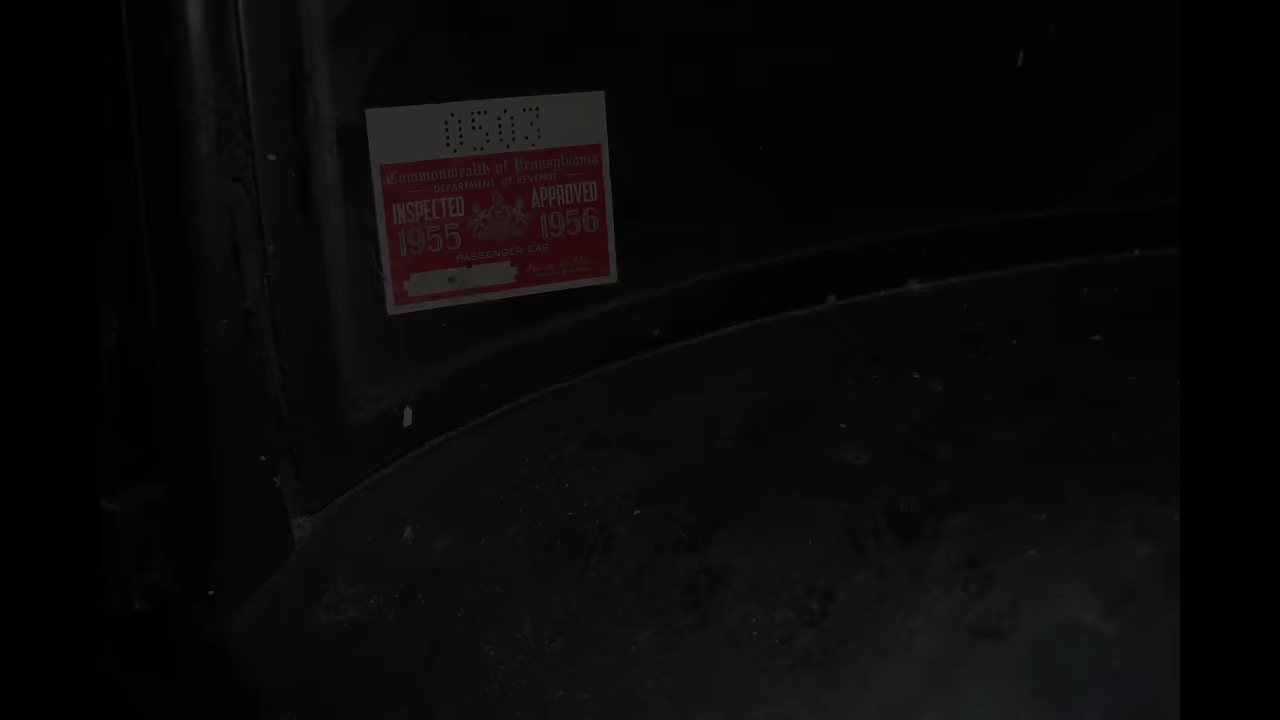 0503
Commonwealth of Pennsylvania
DEPARTMENT OF REVENUE
INSPECTED APPROVED
1955 1956
PASSENGER CAR